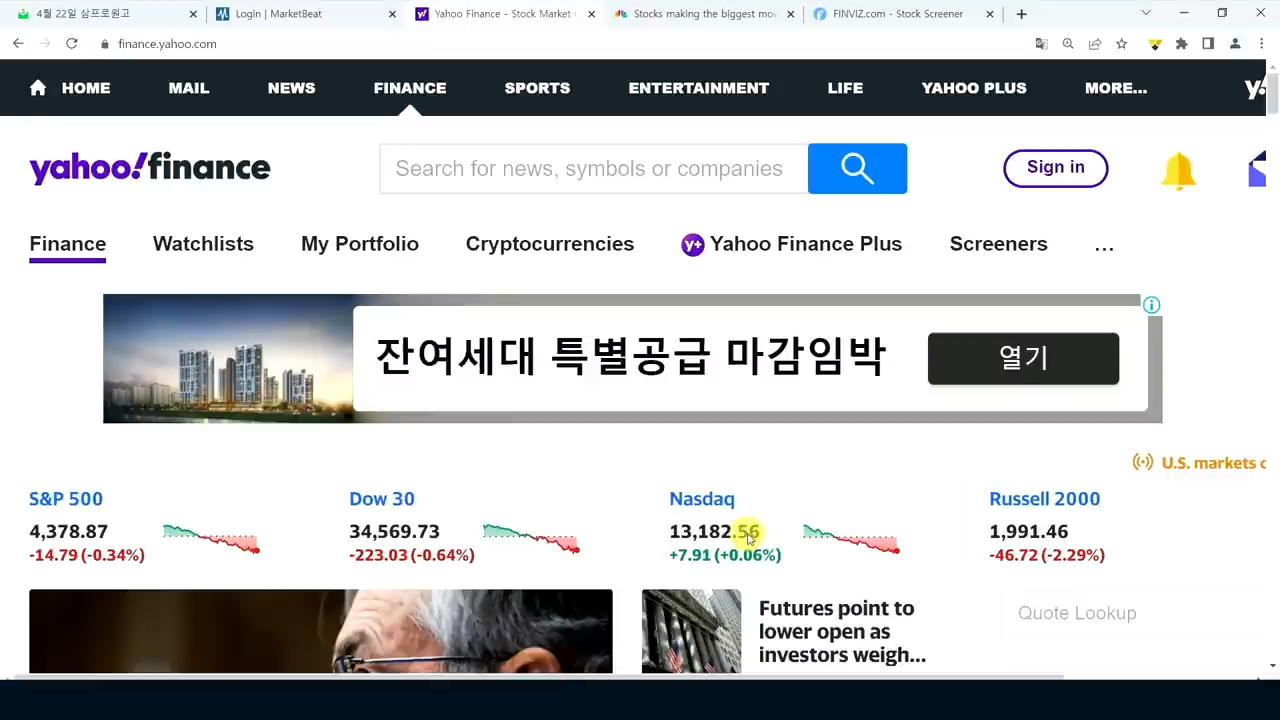 4월 22일 삼프로원고
Login | MarketBeat
Yahoo Finance - Stock Market
Stocks making the biggest mov
FINVIZ.com - Stock Screener
finance.yahoo.com
HOME MAIL NEWS FINANCE SPORTS ENTERTAINMENT LIFE YAHOO PLUS MORE...
y!
yahoo!finance
Search for news, symbols or companies
Sign in
Finance Watchlists My Portfolio Cryptocurrencies y+ Yahoo Finance Plus Screeners ...
잔여세대 특별공급 마감임박
열기
U.S. markets c
S&P 500 Dow 30 Nasdaq Russell 2000
4,378.87 34,569.73 13,182.56 1,991.46
-14.79 (-0.34%) -223.03 (-0.64%) +7.91 (+0.06%) -46.72 (-2.29%)
Futures point to
lower open as
investors weigh...
Quote Lookup